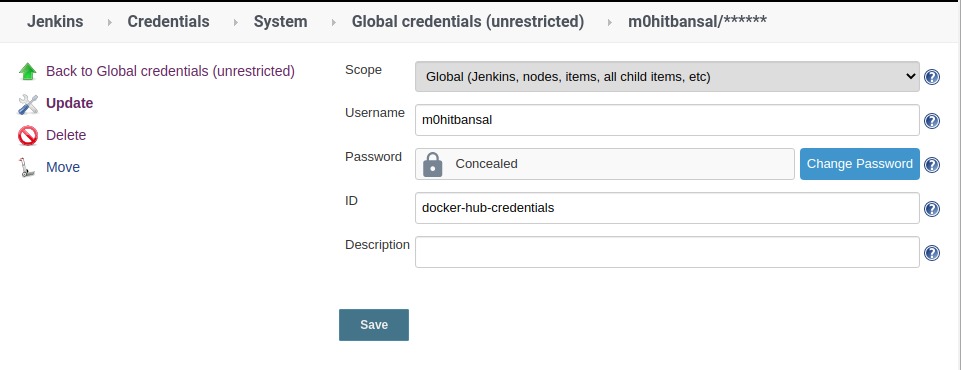 Jenkins Credentials System Global credentials (unrestricted) m0hitbansal/******
Back to Global credentials (unrestricted)
Update
Delete
Move
Scope Global (Jenkins, nodes, items, all child items, etc) ?
Username m0hitbansal ?
Password Concealed Change Password ?
ID docker-hub-credentials ?
Description ?
Save